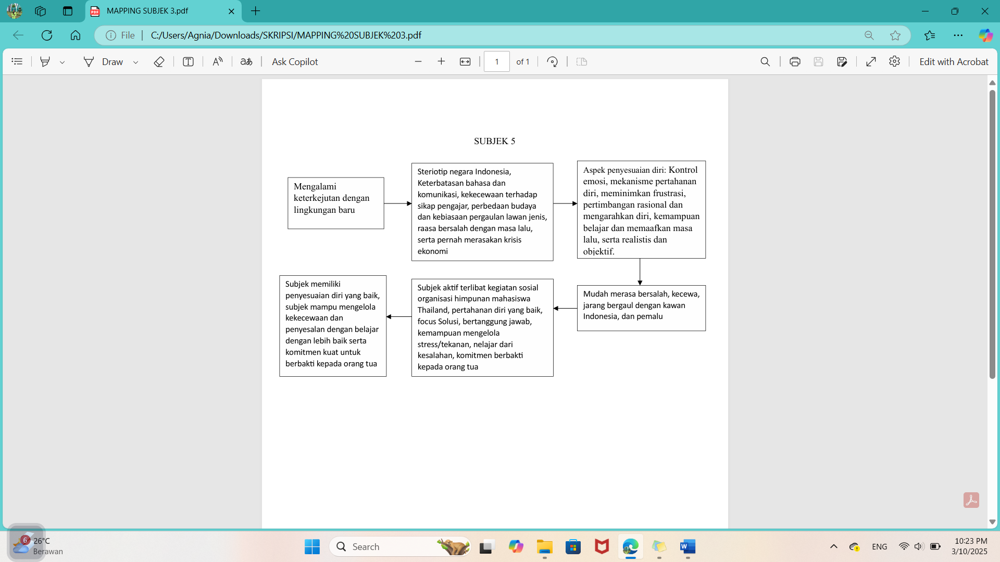 MAPPING SUBJEK 3.pdf
File
C:/Users/Agnia/Downloads/SKRIPSI/MAPPING%20SUBJEK%203.pdf
Draw
aあ
Ask Copilot
1
of 1
Edit with Acrobat
SUBJEK 5
Mengalami
keterkejutan dengan
lingkungan baru
Steriotip negara Indonesia,
Keterbatasan bahasa dan
komunikasi, kekecewaan terhadap
sikap pengajar, perbedaan budaya
dan kebiasaan pergaulan lawan jenis,
raasa bersalah dengan masa lalu,
serta pernah merasakan krisis
ekonomi
Aspek penyesuaian diri: Kontrol
emosi, mekanisme pertahanan
diri, meminimkan frustrasi,
pertimbangan rasional dan
mengarahkan diri, kemampuan
belajar dan memaafkan masa
lalu, serta realistis dan
objektif.
Mudah merasa bersalah, kecewa,
jarang bergaul dengan kawan
Indonesia, dan pemalu
Subjek aktif terlibat kegiatan sosial
organisasi himpunan mahasiswa
Thailand, pertahanan diri yang baik,
focus Solusi, bertanggung jawab,
kemampuan mengelola
stress/tekanan, nelajar dari
kesalahan, komitmen berbakti
kepada orang tua
Subjek memiliki
penyesuaian diri yang baik,
subjek mampu mengelola
kekecewaan dan
penyesalan dengan belajar
dengan lebih baik serta
komitmen kuat untuk
berbakti kepada orang tua
6
26°C
Berawan
Search
ENG
10:23 PM
3/10/2025